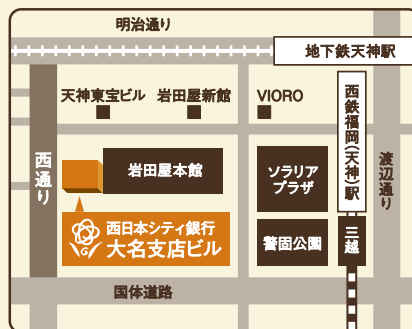 明治通り
地下鉄天神駅
天神東宝ビル
岩田屋新館
VIORO
西鉄福岡(天神)駅
渡辺通り
西通り
岩田屋本館
ソラリア
プラザ
西日本シティ銀行
大名支店ビル
警固公園
三越
国体道路